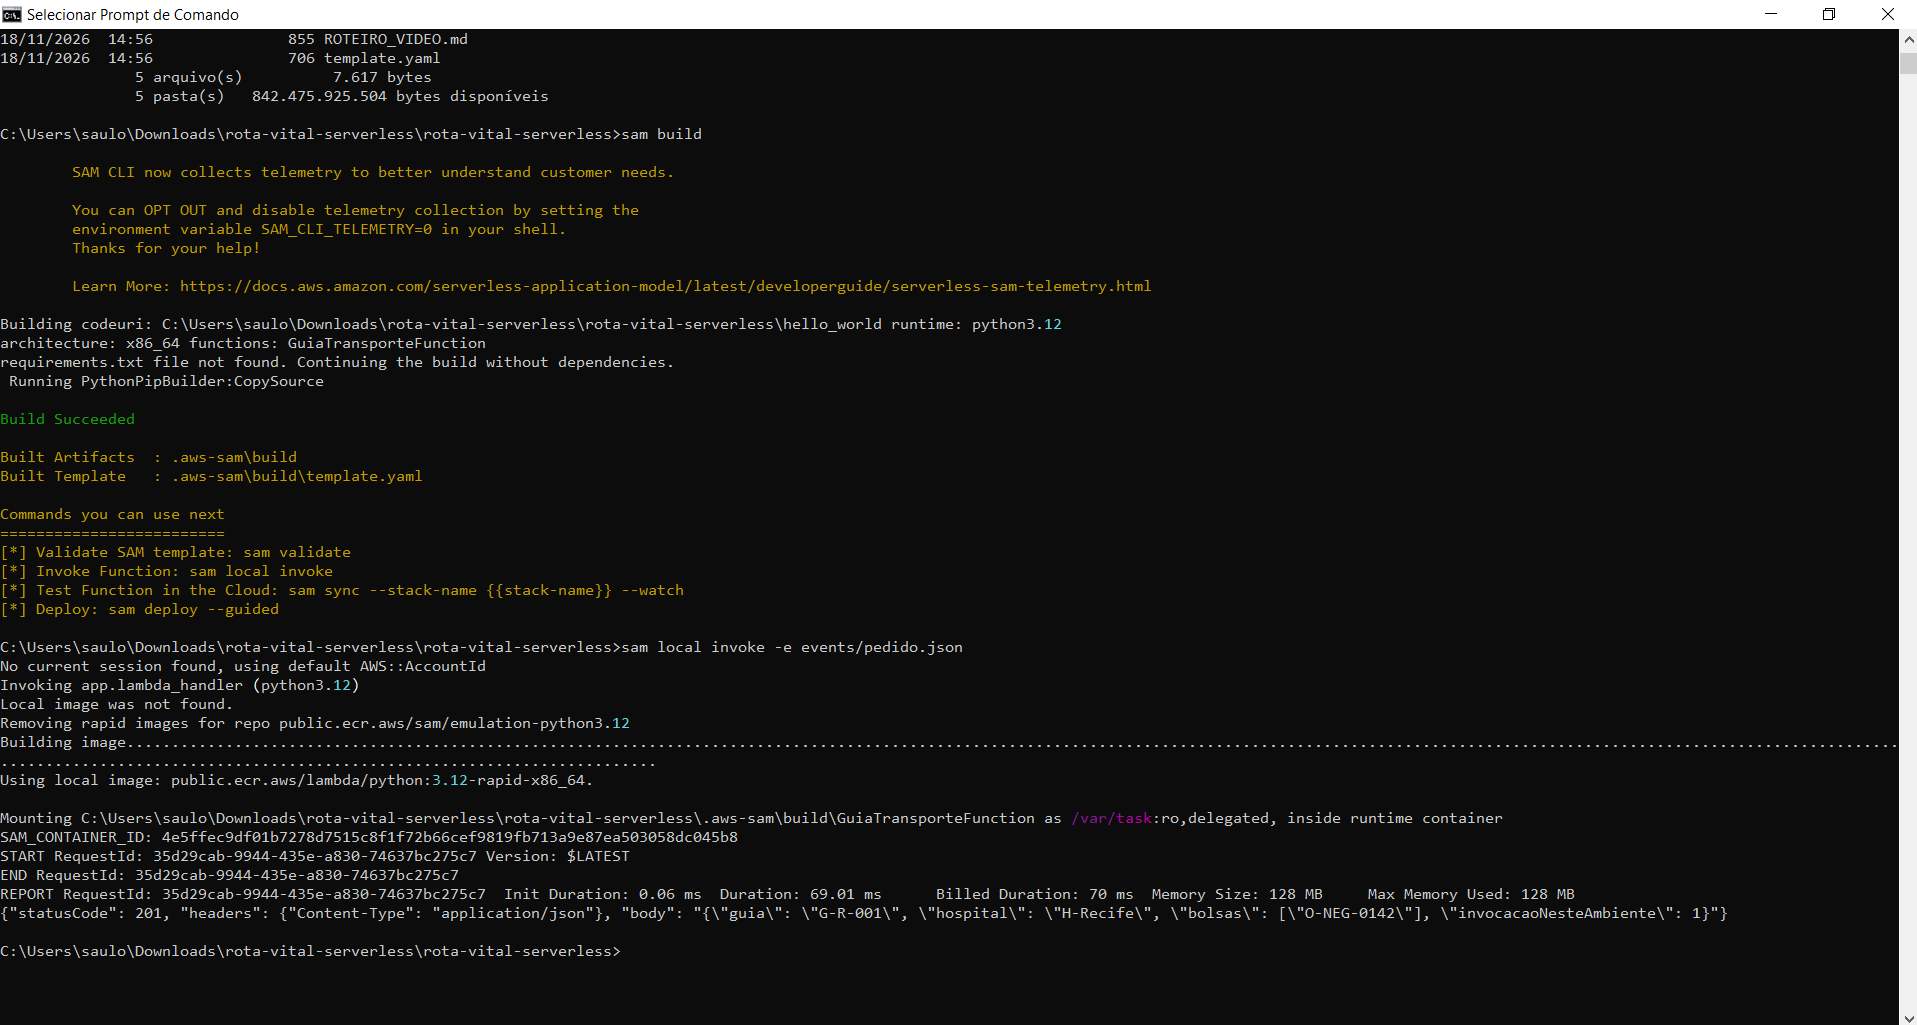 Selecionar Prompt de Comando
18/11/2026  14:56               855 ROTEIRO_VIDEO.md
18/11/2026  14:56               706 template.yaml
               5 arquivo(s)          7.617 bytes
               5 pasta(s)   842.475.925.504 bytes disponíveis
C:\Users\saulo\Downloads\rota-vital-serverless\rota-vital-serverless>sam build
SAM CLI now collects telemetry to better understand customer needs.
You can OPT OUT and disable telemetry collection by setting the
environment variable SAM_CLI_TELEMETRY=0 in your shell.
Thanks for your help!
Learn More: https://docs.aws.amazon.com/serverless-application-model/latest/developerguide/serverless-sam-telemetry.html
Building codeuri: C:\Users\saulo\Downloads\rota-vital-serverless\rota-vital-serverless\hello_world runtime: python3.12
architecture: x86_64 functions: GuiaTransporteFunction
requirements.txt file not found. Continuing the build without dependencies.
 Running PythonPipBuilder:CopySource
Build Succeeded
Built Artifacts  : .aws-sam\build
Built Template   : .aws-sam\build\template.yaml
Commands you can use next
=========================
[*] Validate SAM template: sam validate
[*] Invoke Function: sam local invoke
[*] Test Function in the Cloud: sam sync --stack-name {{stack-name}} --watch
[*] Deploy: sam deploy --guided
C:\Users\saulo\Downloads\rota-vital-serverless\rota-vital-serverless>sam local invoke -e events/pedido.json
No current session found, using default AWS::AccountId
Invoking app.lambda_handler (python3.12)
Local image was not found.
Removing rapid images for repo public.ecr.aws/sam/emulation-python3.12
Building image.....................................................................................................................................................................................................
.........................................................................
Using local image: public.ecr.aws/lambda/python:3.12-rapid-x86_64.
Mounting C:\Users\saulo\Downloads\rota-vital-serverless\rota-vital-serverless\.aws-sam\build\GuiaTransporteFunction as /var/task:ro,delegated, inside runtime container
SAM_CONTAINER_ID: 4e5ffec9df01b7278d7515c8f1f72b66cef9819fb713a9e87ea503058dc045b8
START RequestId: 35d29cab-9944-435e-a830-74637bc275c7 Version: $LATEST
END RequestId: 35d29cab-9944-435e-a830-74637bc275c7
REPORT RequestId: 35d29cab-9944-435e-a830-74637bc275c7  Init Duration: 0.06 ms  Duration: 69.01 ms      Billed Duration: 70 ms  Memory Size: 128 MB     Max Memory Used: 128 MB
{"statusCode": 201, "headers": {"Content-Type": "application/json"}, "body": "{\"guia\": \"G-R-001\", \"hospital\": \"H-Recife\", \"bolsas\": [\"O-NEG-0142\"], \"invocacaoNesteAmbiente\": 1}"}
C:\Users\saulo\Downloads\rota-vital-serverless\rota-vital-serverless>